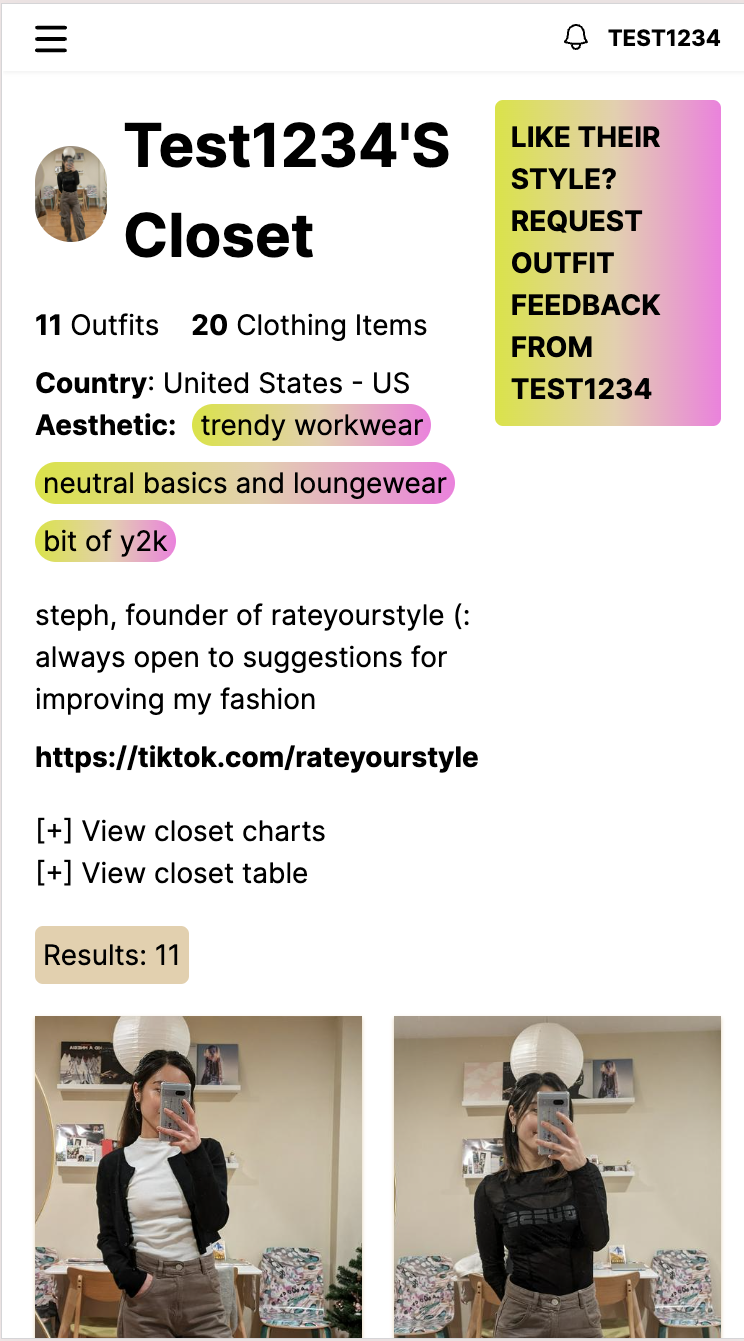 TEST1234
Test1234'S
Closet
LIKE THEIR
STYLE?
REQUEST
OUTFIT
FEEDBACK
FROM
TEST1234
11 Outfits 20 Clothing Items
Country: United States - US
Aesthetic: trendy workwear
neutral basics and loungewear
bit of y2k
steph, founder of rateyourstyle (:
always open to suggestions for
improving my fashion
https://tiktok.com/rateyourstyle
[+] View closet charts
[+] View closet table
Results: 11